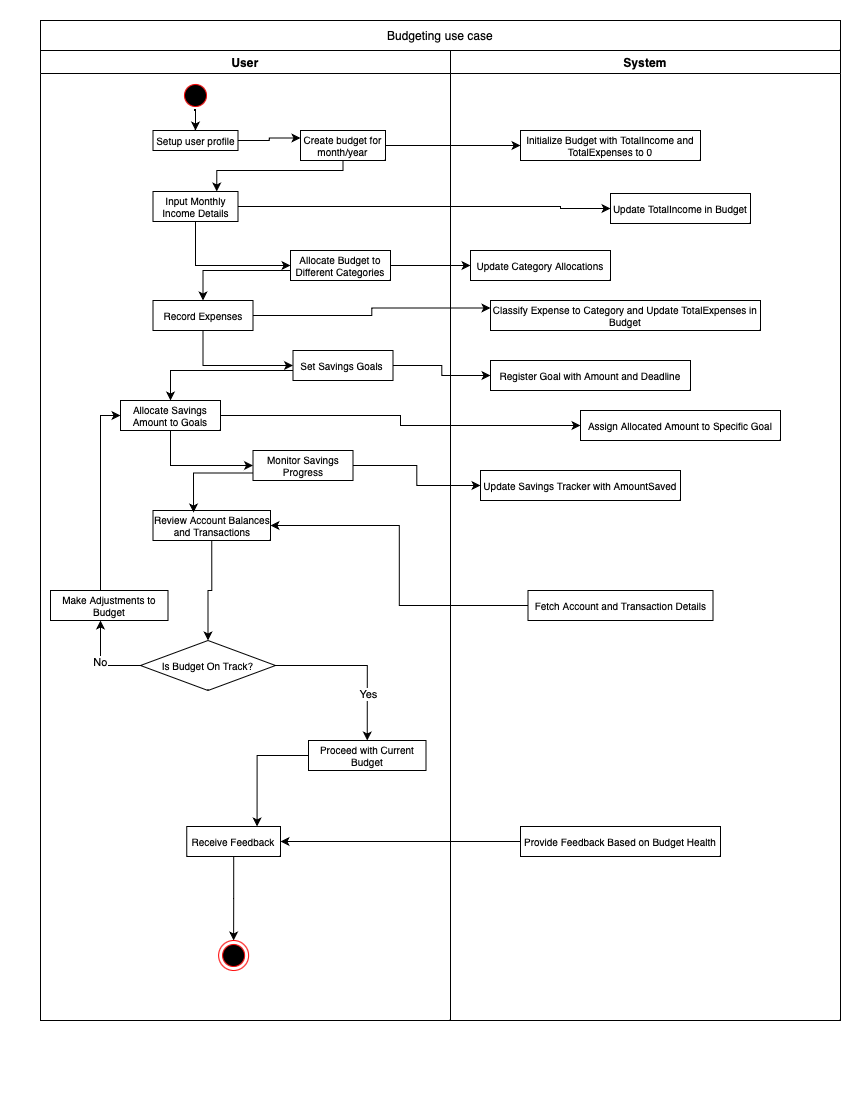 Budgeting use case
User
System
Setup user profile
Create budget for
month/year
Initialize Budget with TotalIncome and
TotalExpenses to 0
Input Monthly
Income Details
Update TotalIncome in Budget
Allocate Budget to
Different Categories
Update Category Allocations
Record Expenses
Classify Expense to Category and Update TotalExpenses in
Budget
Set Savings Goals
Register Goal with Amount and Deadline
Allocate Savings
Amount to Goals
Assign Allocated Amount to Specific Goal
Monitor Savings
Progress
Update Savings Tracker with AmountSaved
Review Account Balances
and Transactions
Make Adjustments to
Budget
Fetch Account and Transaction Details
No
Is Budget On Track?
Yes
Proceed with Current
Budget
Receive Feedback
Provide Feedback Based on Budget Health